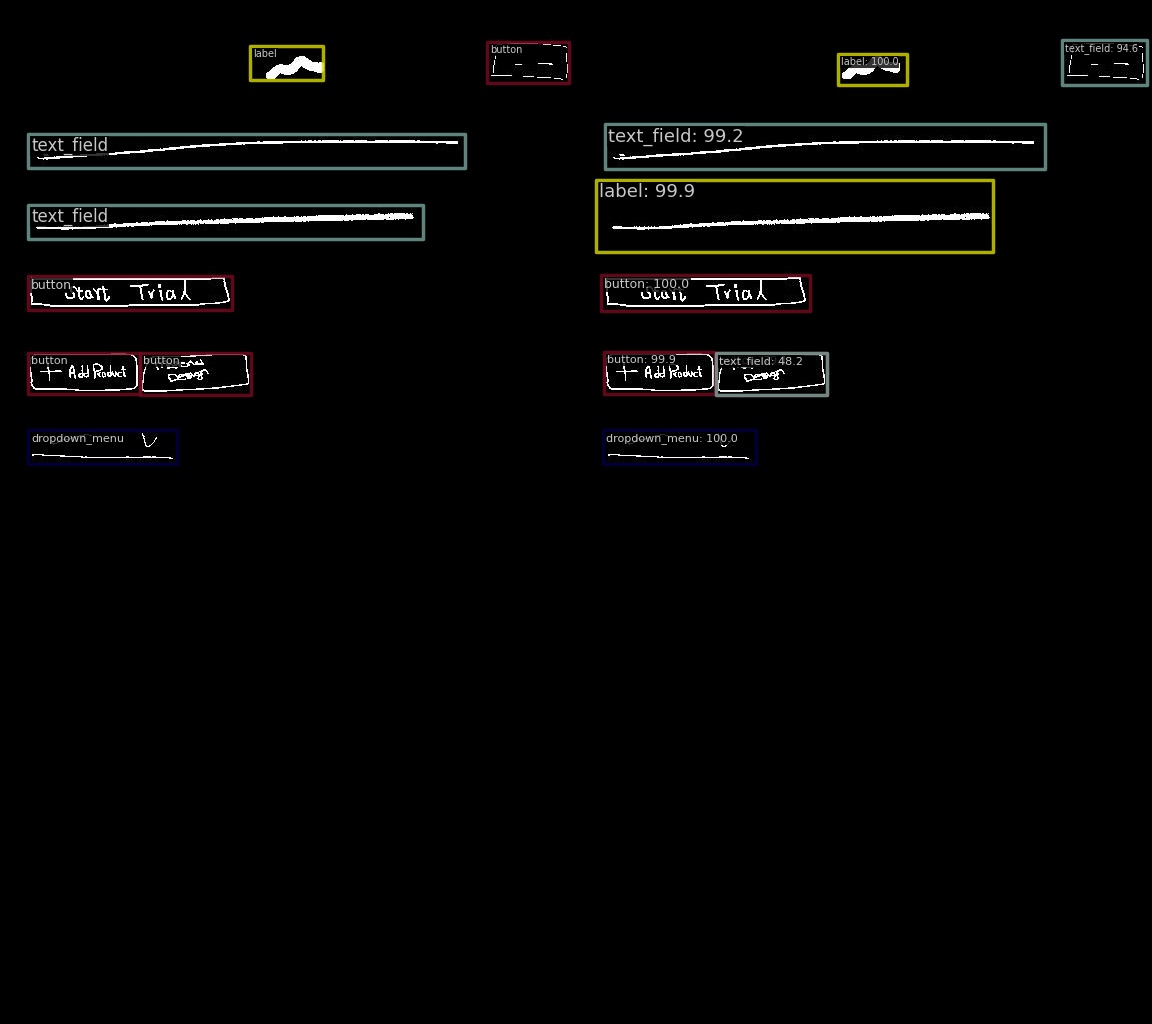 label button label: 100.0 text_field: 94.6
text_field text_field: 99.2
text_field label: 99.9
button button: 100.0
Start Trial Start Trial
button button button: 99.9 text_field: 48.2
+ Add Product Design + Add Product Design
dropdown_menu dropdown_menu: 100.0